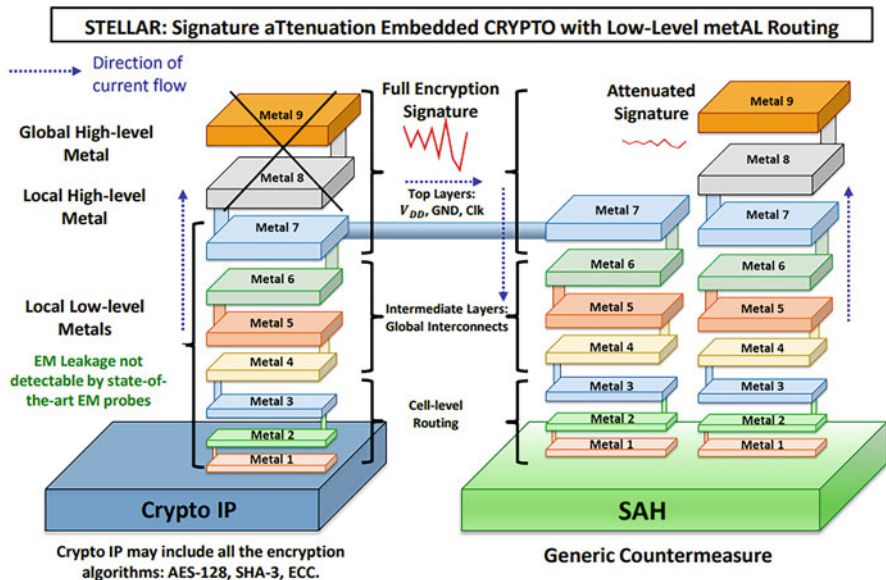 STELLAR: Signature aTtenuation Embedded CRYPTO with Low-Level metAL Routing
Direction of
current flow
Global High-level
Metal
Local High-level
Metal
Local Low-level
Metals
EM Leakage not
detectable by state-of-
the-art EM probes
Metal 9
Metal 8
Metal 7
Metal 6
Metal 5
Metal 4
Metal 3
Metal 2
Metal 1
Crypto IP
Crypto IP may include all the encryption
algorithms: AES-128, SHA-3, ECC.
Full Encryption
Signature
Top Layers:
V_DD, GND, Clk
Intermediate Layers:
Global Interconnects
Cell-level
Routing
Metal 7
Metal 6
Metal 5
Metal 4
Metal 3
Metal 2
Metal 1
Attenuated
Signature
Metal 9
Metal 8
Metal 7
Metal 6
Metal 5
Metal 4
Metal 3
Metal 2
Metal 1
SAH
Generic Countermeasure